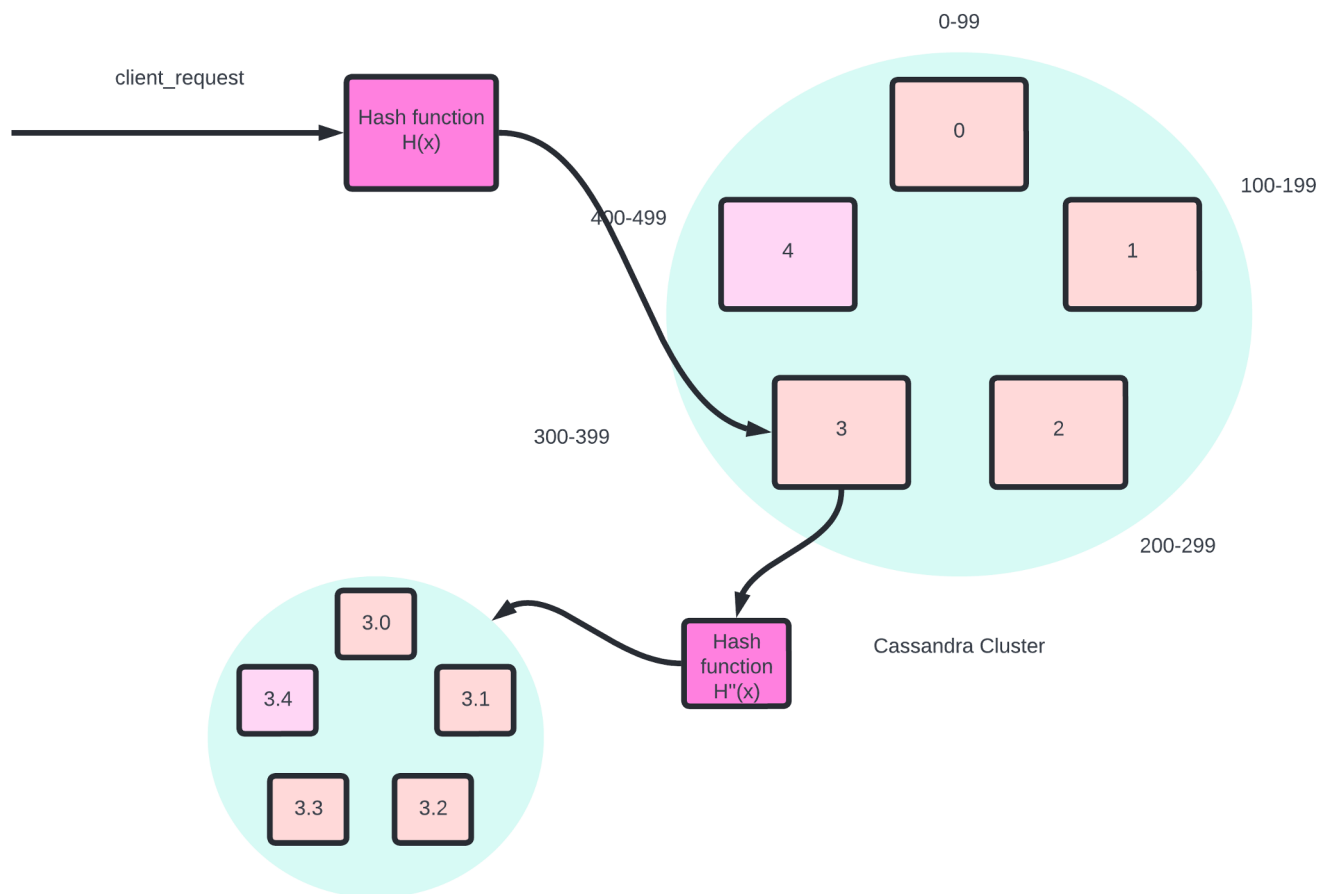 0-99
client_request
Hash function
H(x)
0
100-199
400-499
4
1
300-399
3
2
200-299
3.0
Hash
function
H"(x)
Cassandra Cluster
3.4
3.1
3.3
3.2